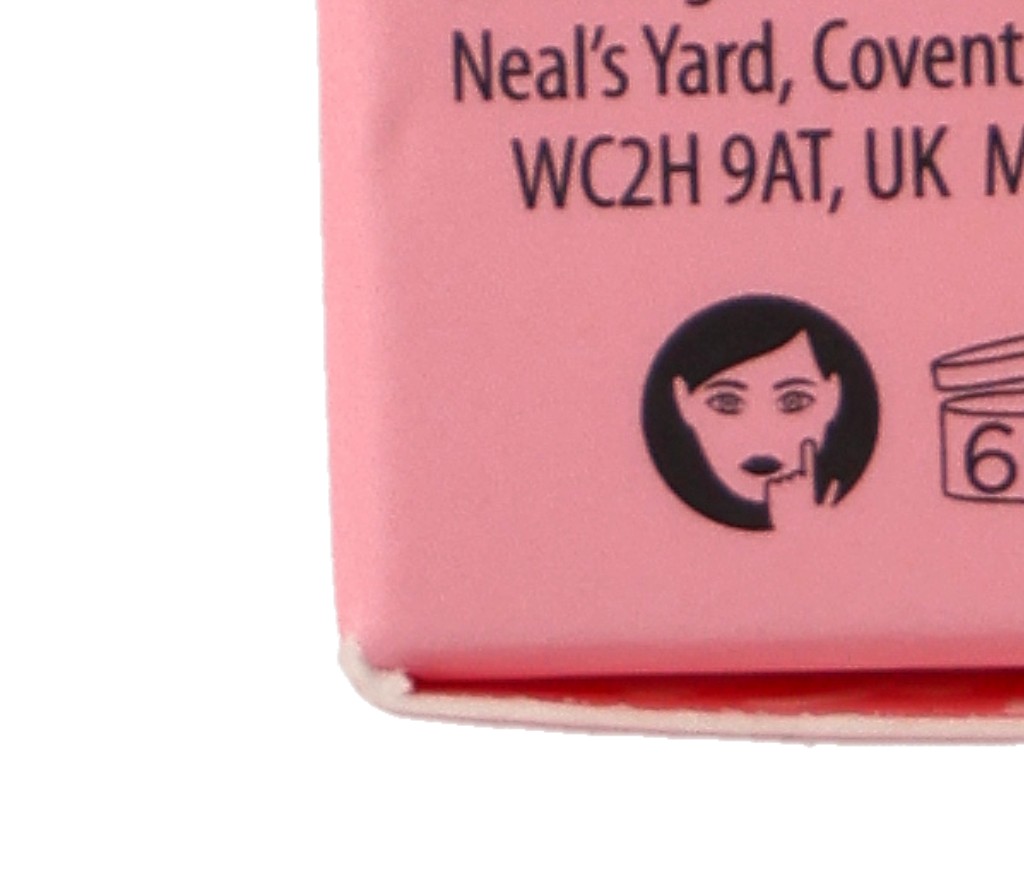 Neal's Yard, Covent
WC2H 9AT, UK M
6